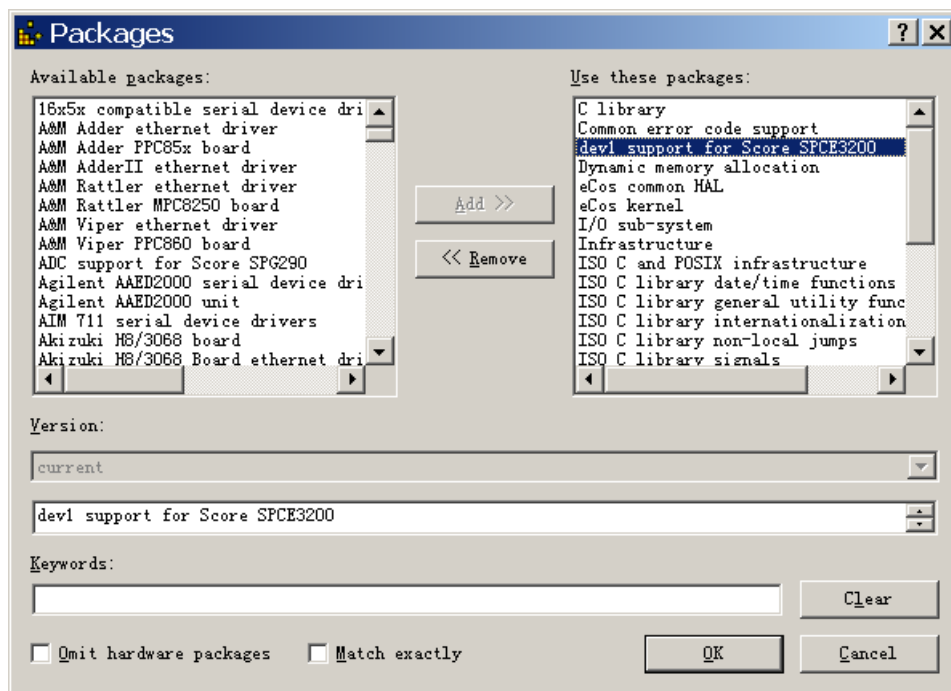 Packages
Available packages:
16x5x compatible serial device dri
A&M Adder ethernet driver
A&M Adder PPC85x board
A&M AdderII ethernet driver
A&M Rattler ethernet driver
A&M Rattler MPC8250 board
A&M Viper ethernet driver
A&M Viper PPC860 board
ADC support for Score SPG290
Agilent AAED2000 serial device dri
Agilent AAED2000 unit
AIM 711 serial device drivers
Akizuki H8/3068 board
Akizuki H8/3068 Board ethernet dri
Add >>
<< Remove
Use these packages:
C library
Common error code support
dev1 support for Score SPCE3200
Dynamic memory allocation
eCos common HAL
eCos kernel
I/O sub-system
Infrastructure
ISO C and POSIX infrastructure
ISO C library date/time functions
ISO C library general utility func
ISO C library internationalization
ISO C library non-local jumps
ISO C library signals
Version:
current
dev1 support for Score SPCE3200
Keywords:
Clear
Omit hardware packages
Match exactly
OK
Cancel